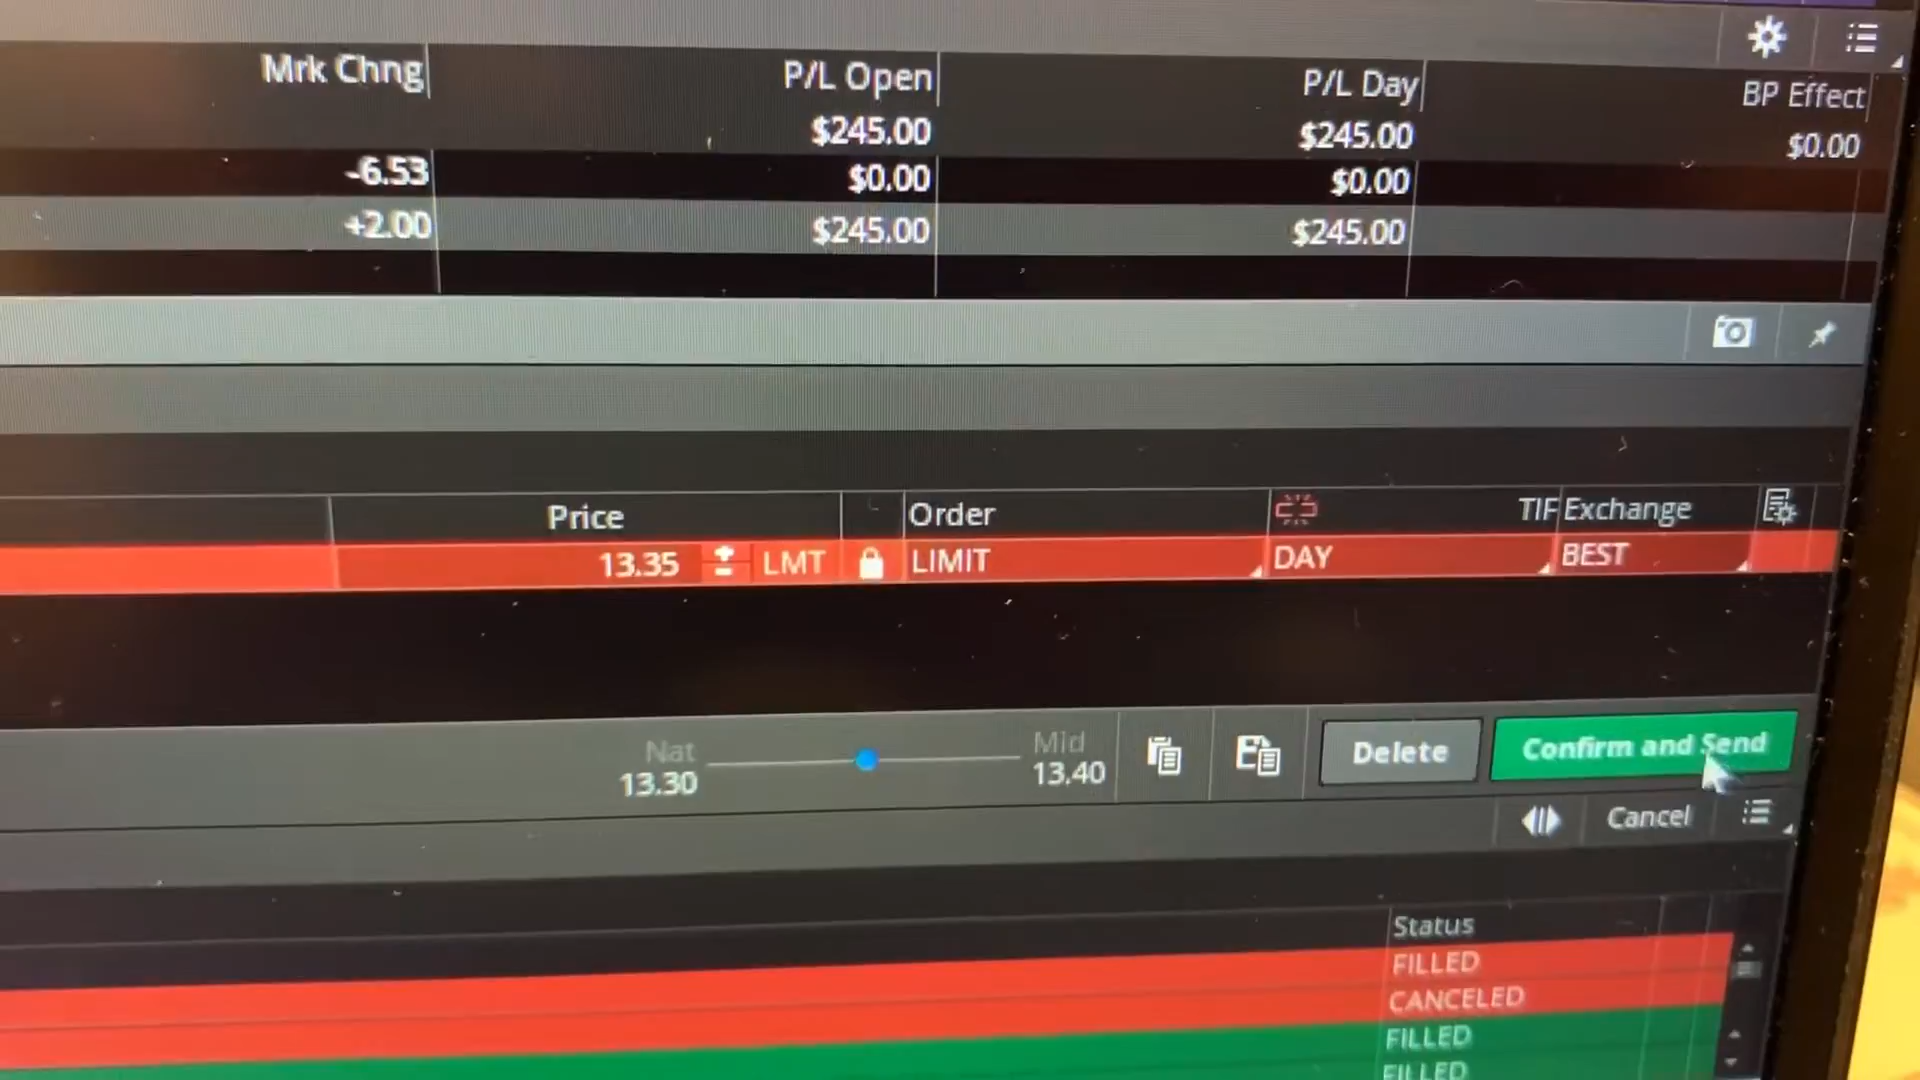 Mrk Chng P/L Open P/L Day BP Effect
$245.00 $245.00 $0.00
-6.53 $0.00 $0.00
+2.00 $245.00 $245.00
Price Order TIF Exchange
13.35 LMT LIMIT DAY BEST
Nat Mid
13.30 13.40 Delete Confirm and Send
Cancel
Status
FILLED
CANCELED
FILLED
FILLED